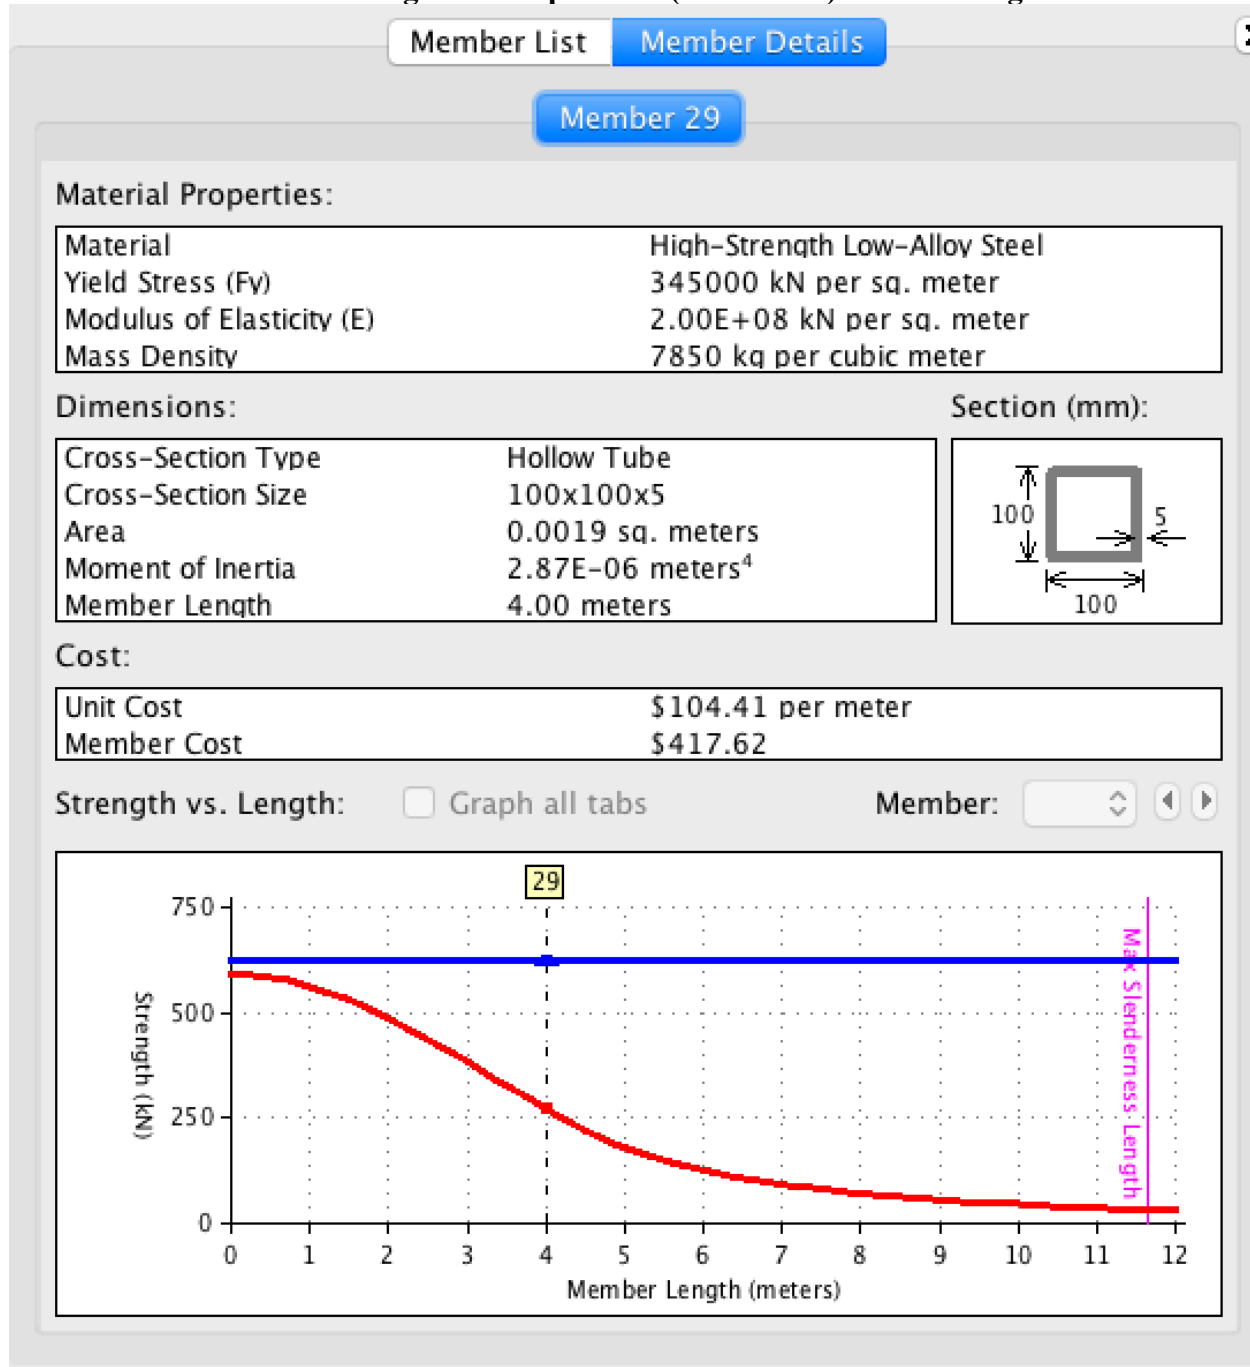 Member List Member Details
Member 29
Material Properties:
Material High-Strength Low-Alloy Steel
Yield Stress (Fy) 345000 kN per sq. meter
Modulus of Elasticity (E) 2.00E+08 kN per sq. meter
Mass Density 7850 kg per cubic meter
Dimensions: Section (mm):
Cross-Section Type Hollow Tube
Cross-Section Size 100x100x5
Area 0.0019 sq. meters
Moment of Inertia 2.87E-06 meters⁴
Member Length 4.00 meters
100 5
100
Cost:
Unit Cost $104.41 per meter
Member Cost $417.62
Strength vs. Length: Graph all tabs Member:
29
750
500
250
0
Strength (kN)
Max Slenderness Length
0 1 2 3 4 5 6 7 8 9 10 11 12
Member Length (meters)